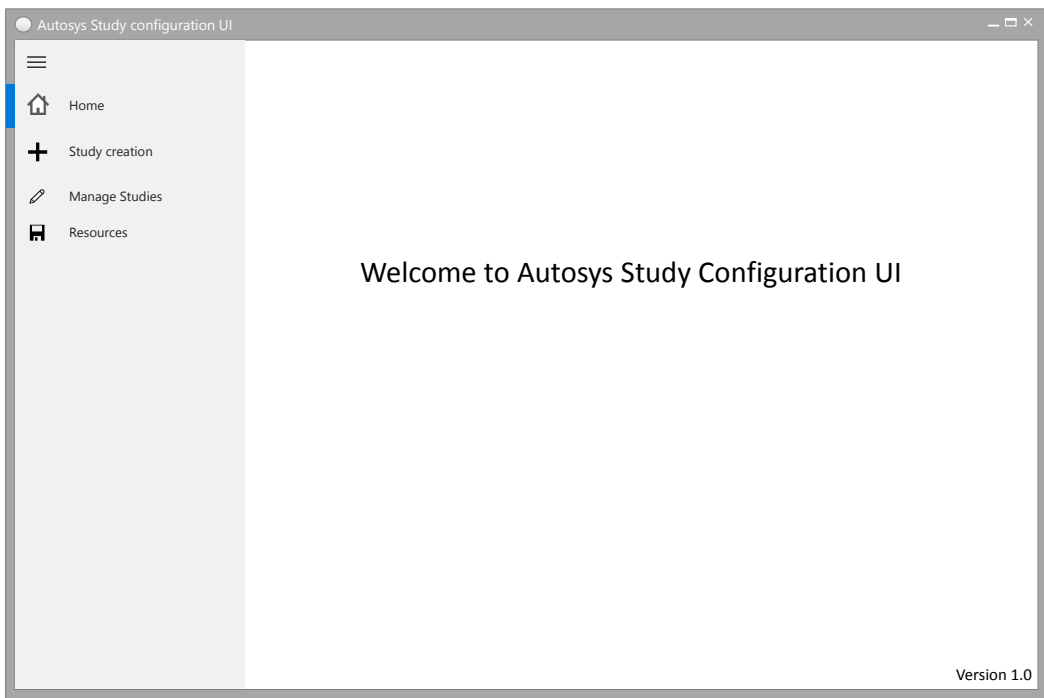 Autosys Study configuration UI
Home
Study creation
Manage Studies
Resources
Welcome to Autosys Study Configuration UI
Version 1.0